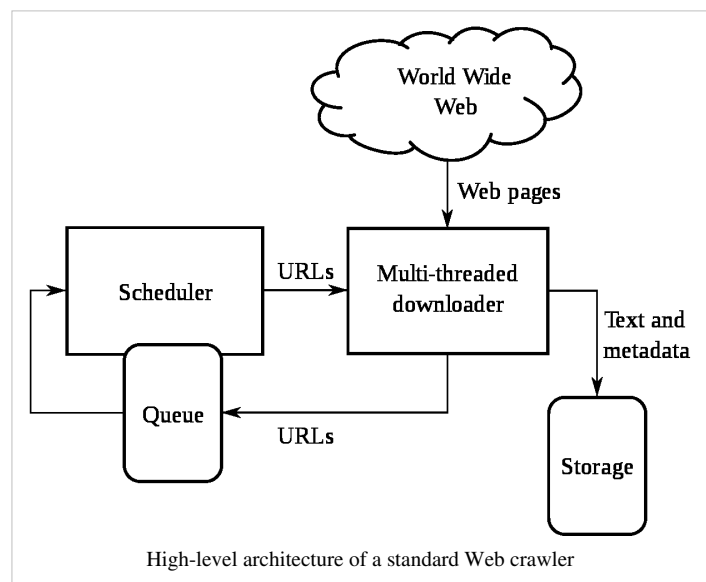 World Wide
Web
Web pages
Scheduler
URLs
Multi-threaded
downloader
Text and
metadata
Queue
URLs
Storage
High-level architecture of a standard Web crawler